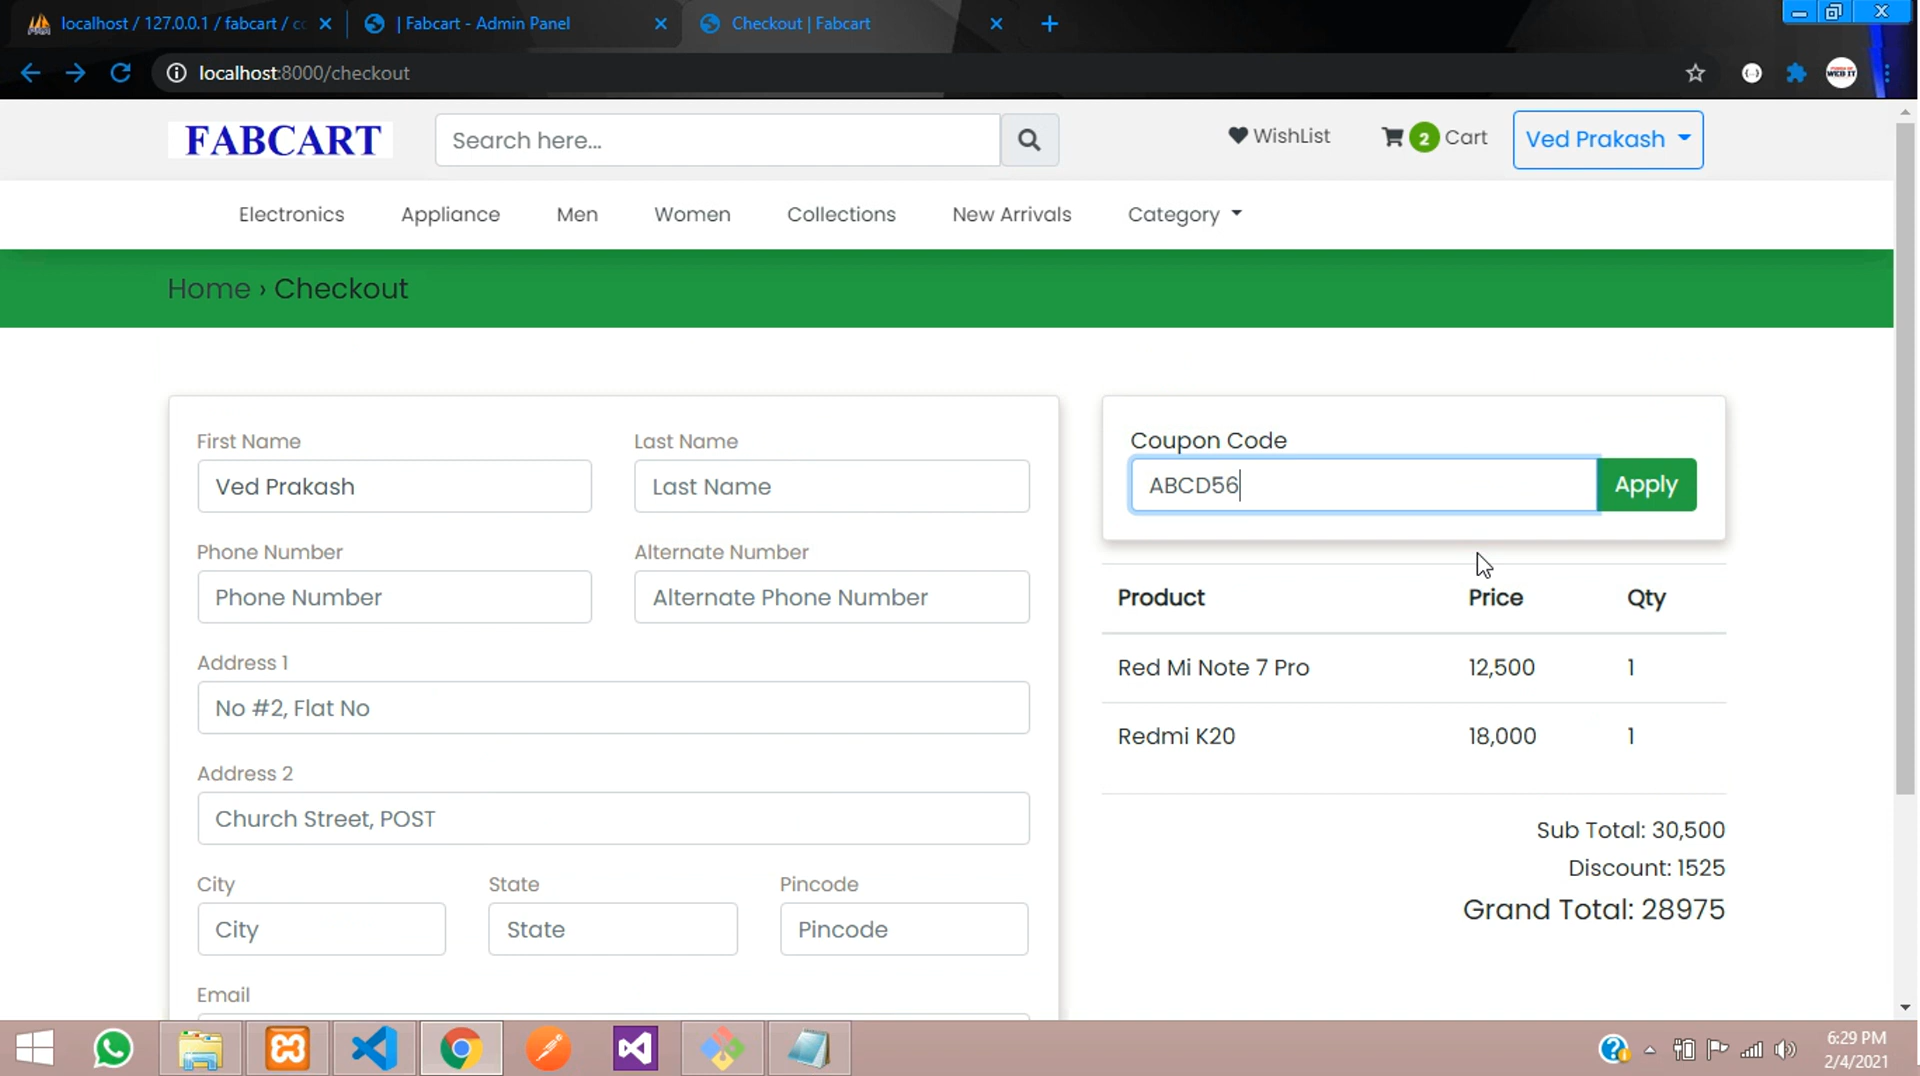 localhost / 127.0.0.1 / fabcart / cc
| Fabcart - Admin Panel
Checkout | Fabcart
localhost:8000/checkout
WEB IT
FABCART
Search here...
WishList
2 Cart
Ved Prakash
Electronics
Appliance
Men
Women
Collections
New Arrivals
Category
Home › Checkout
First Name
Last Name
Ved Prakash
Last Name
Phone Number
Alternate Number
Phone Number
Alternate Phone Number
Address 1
No #2, Flat No
Address 2
Church Street, POST
City
State
Pincode
City
State
Pincode
Email
Coupon Code
ABCD56
Apply
Product Price Qty
Red Mi Note 7 Pro 12,500 1
Redmi K20 18,000 1
Sub Total: 30,500
Discount: 1525
Grand Total: 28975
6:29 PM
2/4/2021